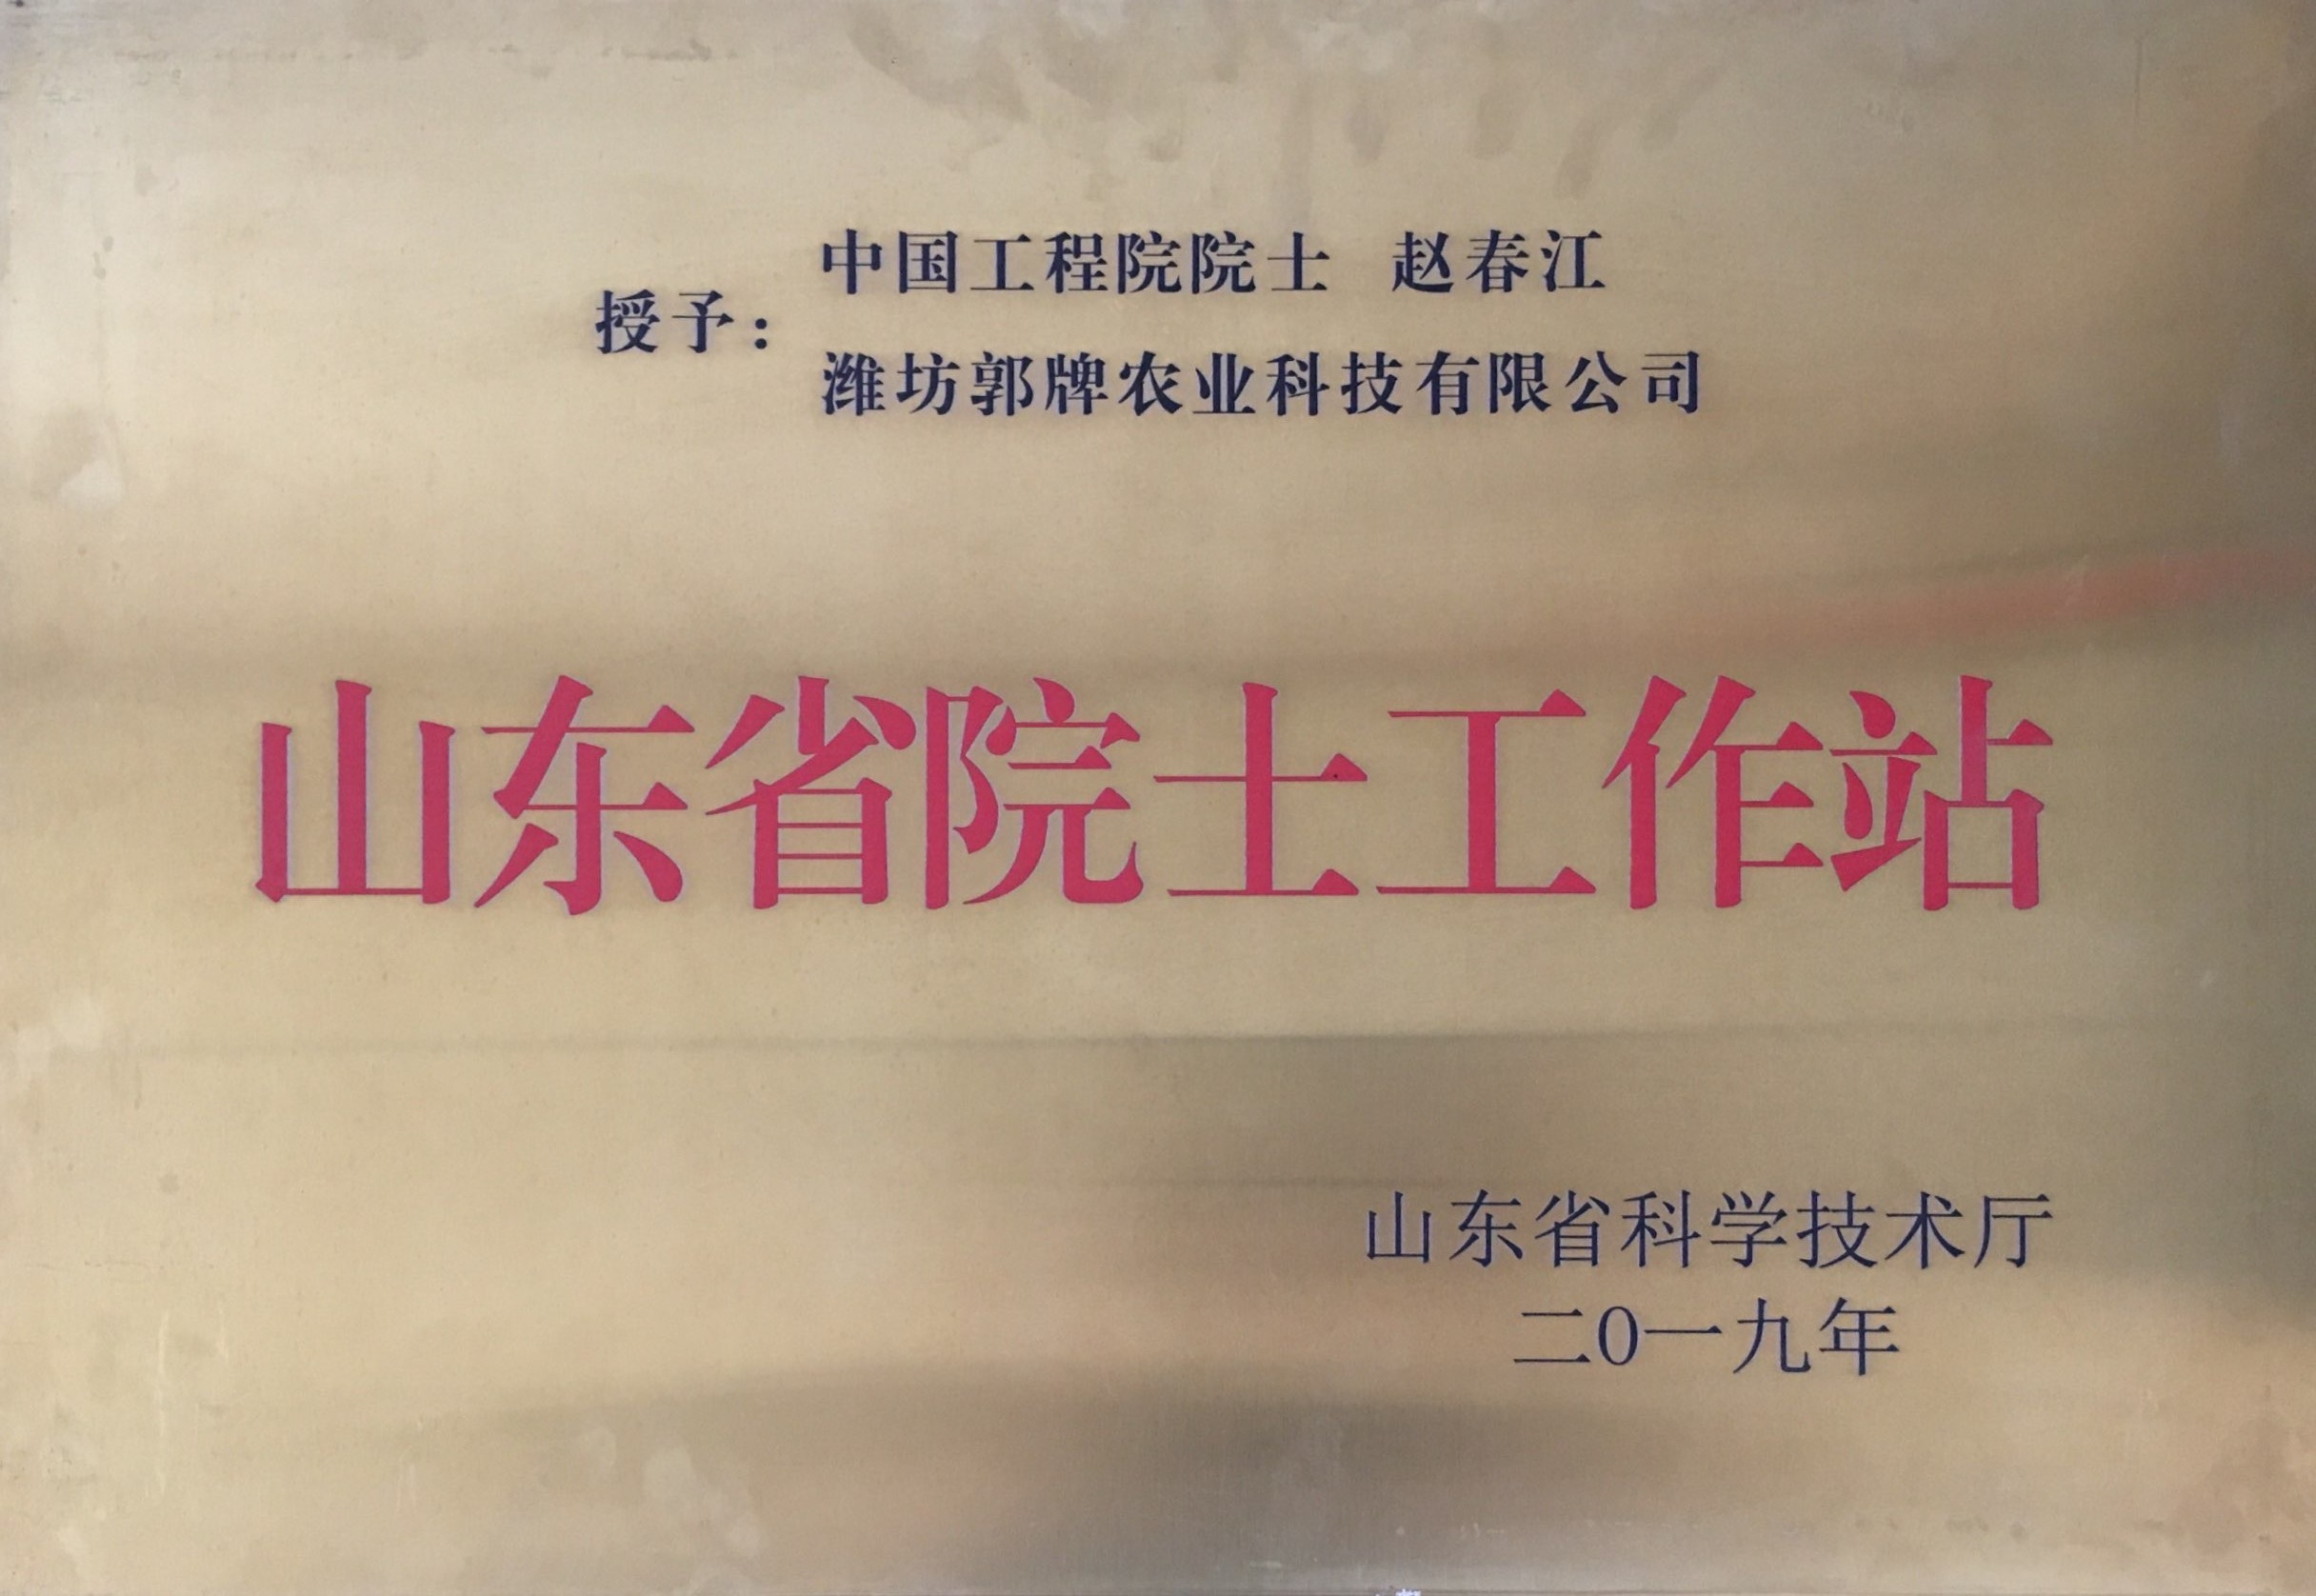 中国工程院院士 赵春江
授予：
潍坊郭牌农业科技有限公司
山东省院士工作站
山东省科学技术厅
二〇一九年